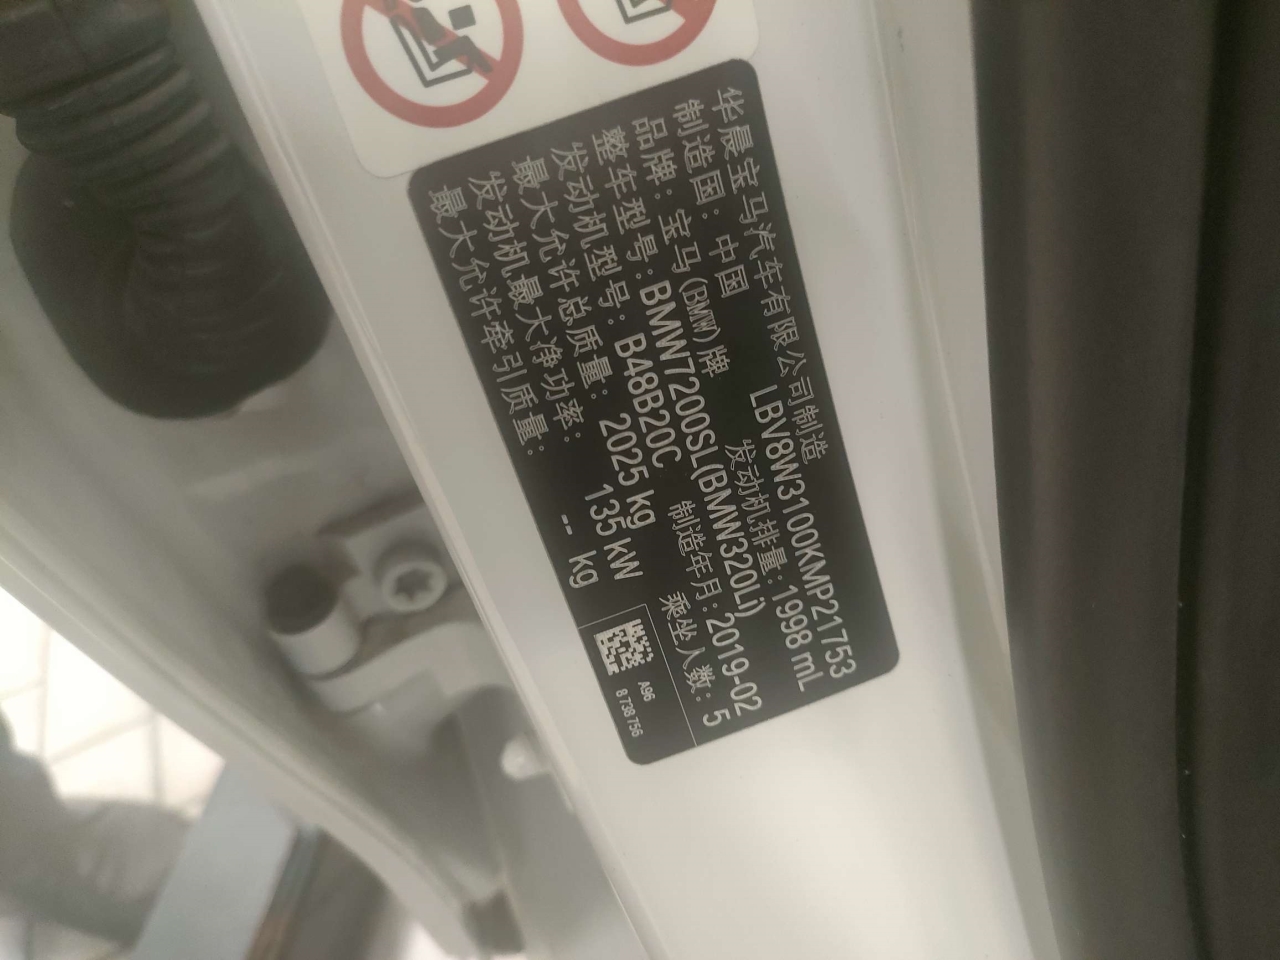 华晨宝马汽车有限公司制造
制造国：中国 LBV8W3100KMP21753
品牌：宝马(BMW)牌 发动机排量：1998 mL
整车型号：BMW7200SL(BMW320Li)
发动机型号：B48B20C 制造年月：2019-02
最大允许总质量：2025 kg 乘坐人数：5
发动机最大净功率：135 kW
最大允许牵引质量：-- kg
A96
8 738 756